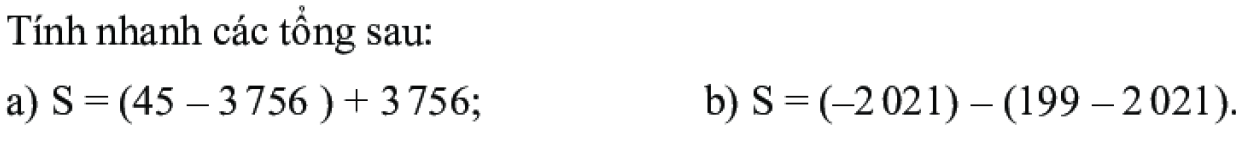 Tính nhanh các tổng sau:
a) S = (45 – 3 756 ) + 3 756; b) S = (–2 021) – (199 – 2 021).